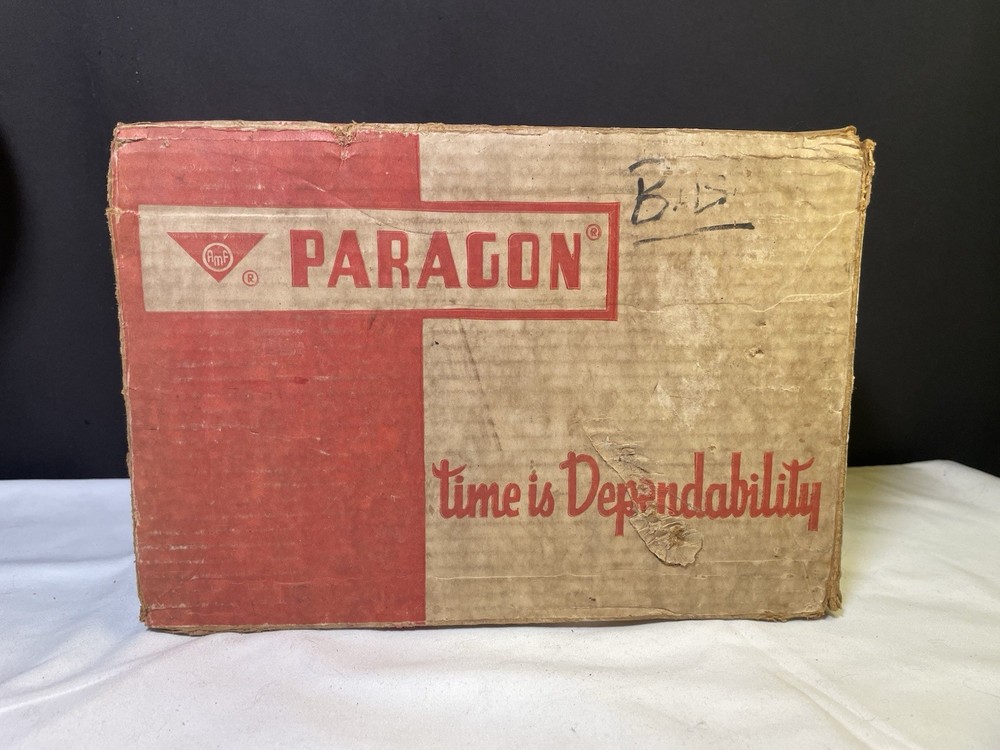 AMF ®
PARAGON®
time is Dependability